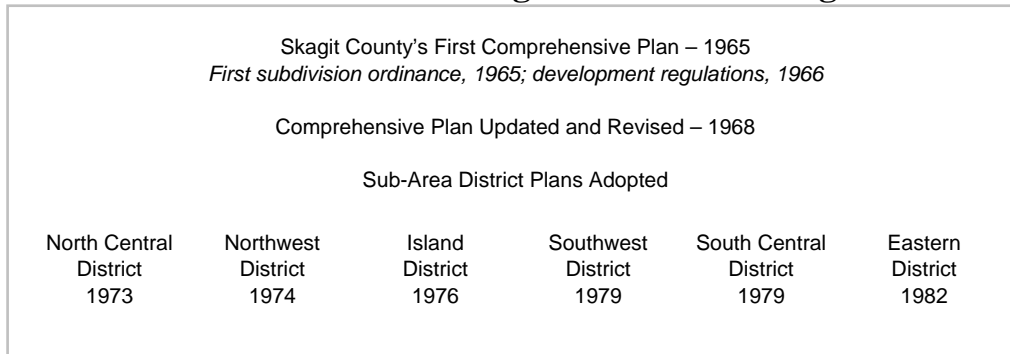 Skagit County's First Comprehensive Plan – 1965
First subdivision ordinance, 1965; development regulations, 1966
Comprehensive Plan Updated and Revised – 1968
Sub-Area District Plans Adopted
North Central
District
1973
Northwest
District
1974
Island
District
1976
Southwest
District
1979
South Central
District
1979
Eastern
District
1982